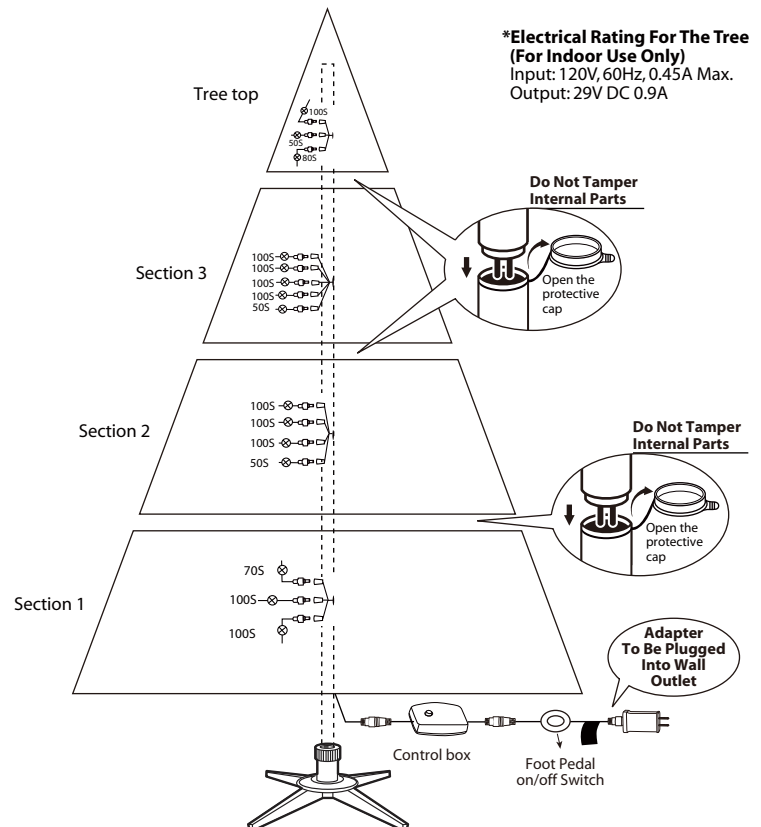 *Electrical Rating For The Tree
(For Indoor Use Only)
Input: 120V, 60Hz, 0.45A Max.
Output: 29V DC 0.9A
Tree top
100S
50S
80S
Do Not Tamper
Internal Parts
Open the
protective
cap
Section 3
100S
100S
100S
100S
50S
Section 2
100S
100S
100S
50S
Do Not Tamper
Internal Parts
Open the
protective
cap
Section 1
70S
100S
100S
Adapter
To Be Plugged
Into Wall
Outlet
Control box
Foot Pedal
on/off Switch